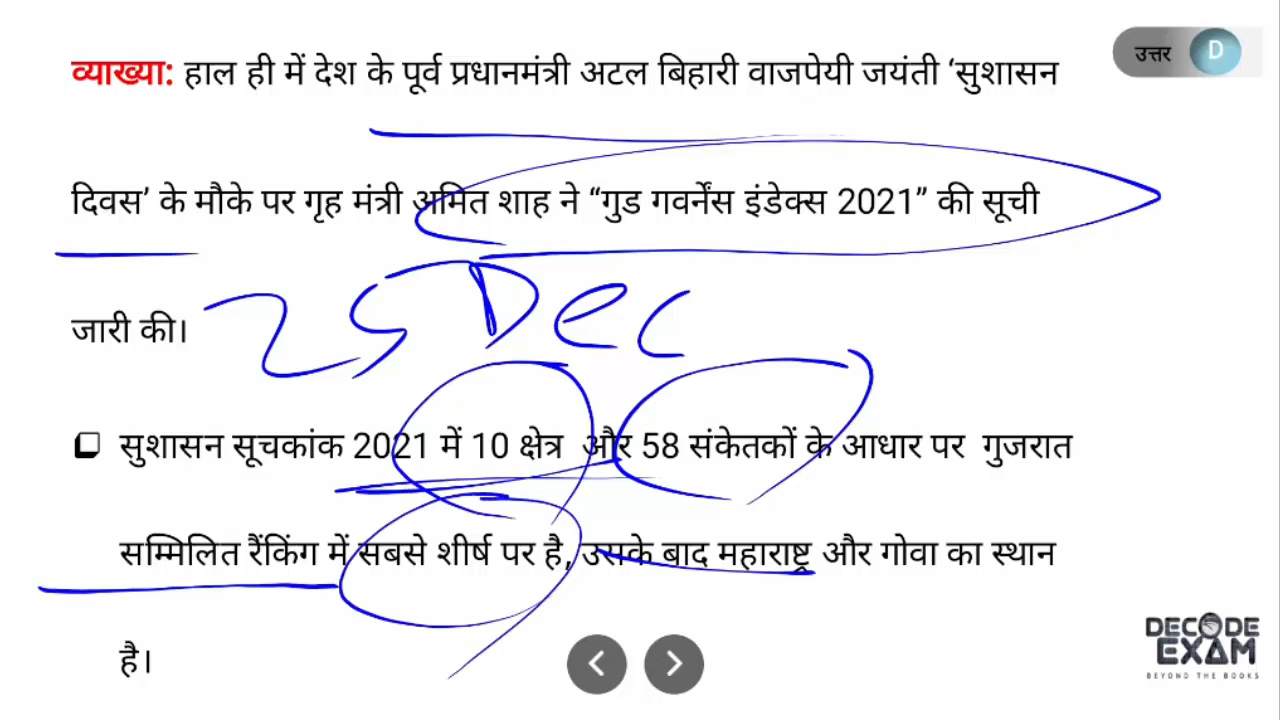 उत्तर D
व्याख्या: हाल ही में देश के पूर्व प्रधानमंत्री अटल बिहारी वाजपेयी जयंती ‘सुशासन
दिवस’ के मौके पर गृह मंत्री अमित शाह ने “गुड गवर्नेंस इंडेक्स 2021” की सूची
जारी की।
25 Dec
सुशासन सूचकांक 2021 में 10 क्षेत्र और 58 संकेतकों के आधार पर गुजरात
सम्मिलित रैंकिंग में सबसे शीर्ष पर है, उसके बाद महाराष्ट्र और गोवा का स्थान
है।
DECODE
EXAM
BEYOND THE BOOKS